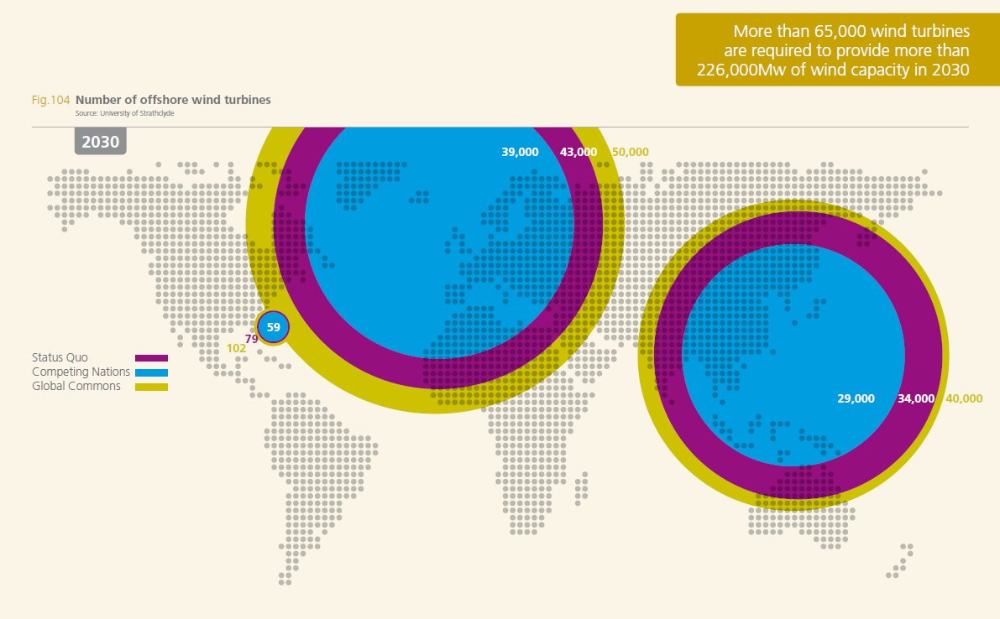 More than 65,000 wind turbines
are required to provide more than
226,000Mw of wind capacity in 2030
Fig.104 Number of offshore wind turbines
Source: University of Strathclyde
2030
39,000 43,000 50,000
59
79
102
Status Quo
Competing Nations
Global Commons
29,000 34,000 40,000